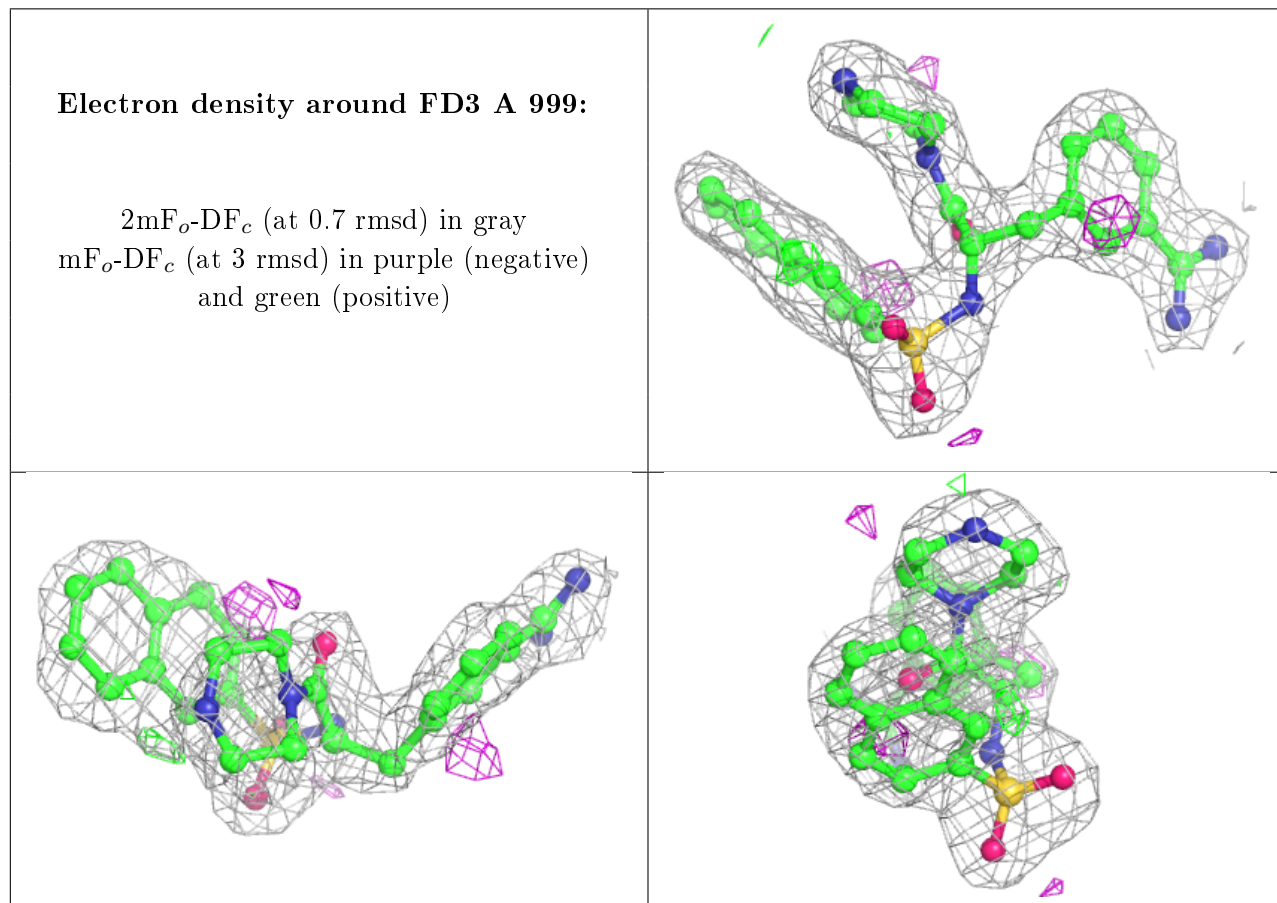 Electron density around FD3 A 999:
2mFo-DFc (at 0.7 rmsd) in gray
mFo-DFc (at 3 rmsd) in purple (negative)
and green (positive)